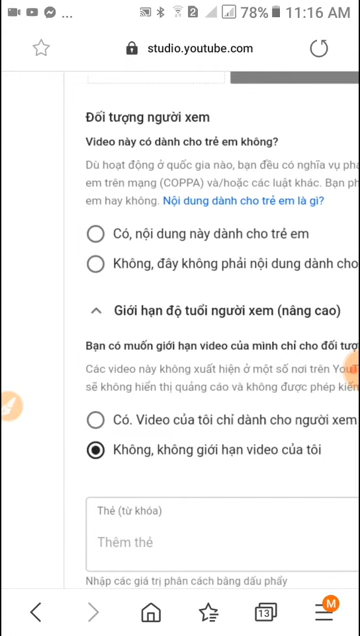 ... 78% 11:16 AM
studio.youtube.com
Đối tượng người xem
Video này có dành cho trẻ em không?
Dù hoạt động ở quốc gia nào, bạn đều có nghĩa vụ
em trên mạng (COPPA) và/hoặc các luật khác. Bạn
em hay không. Nội dung dành cho trẻ em là gì?
Có, nội dung này dành cho trẻ em
Không, đây không phải nội dung dành cho
Giới hạn độ tuổi người xem (nâng cao)
Bạn có muốn giới hạn video của mình chỉ cho đối
Các video này không xuất hiện ở một số nơi trên
sẽ không hiển thị quảng cáo và không được phép
Có. Video của tôi chỉ dành cho người xem
Không, không giới hạn video của tôi
Thẻ (từ khóa)
Thêm thẻ
Nhập các giá trị phân cách bằng dấu phẩy
13 M